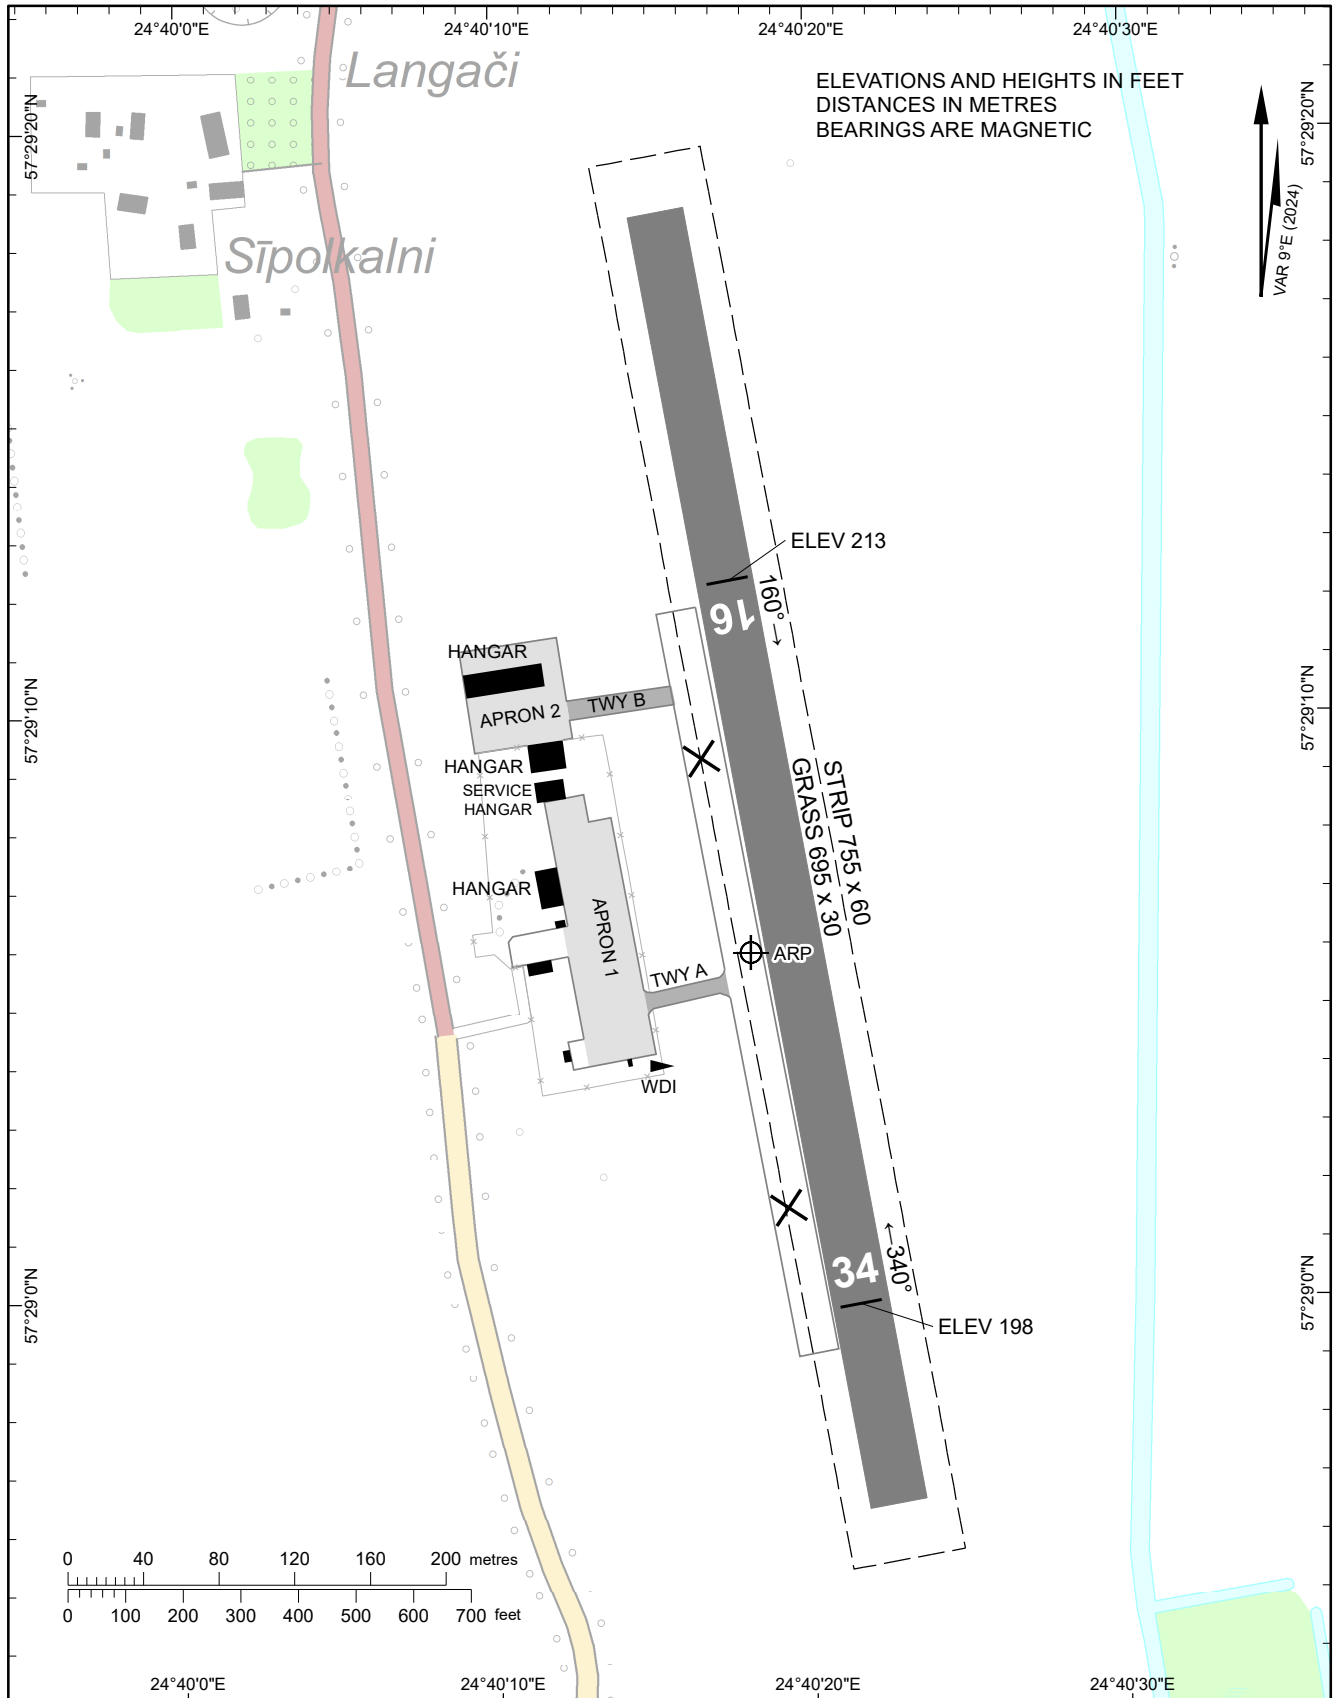 24°40'0"E
24°40'10"E
24°40'20"E
24°40'30"E
Langači
ELEVATIONS AND HEIGHTS IN FEET
DISTANCES IN METRES
BEARINGS ARE MAGNETIC
57°29'20"N
57°29'20"N
VAR 9°E (2024)
Sīpolkalni
ELEV 213
160°
16
HANGAR
APRON 2
TWY B
57°29'10"N
57°29'10"N
HANGAR
SERVICE
HANGAR
STRIP 755 x 60
GRASS 695 x 30
HANGAR
APRON 1
ARP
TWY A
WDI
340°
34
57°29'0"N
57°29'0"N
ELEV 198
0 40 80 120 160 200 metres
0 100 200 300 400 500 600 700 feet
24°40'0"E
24°40'10"E
24°40'20"E
24°40'30"E